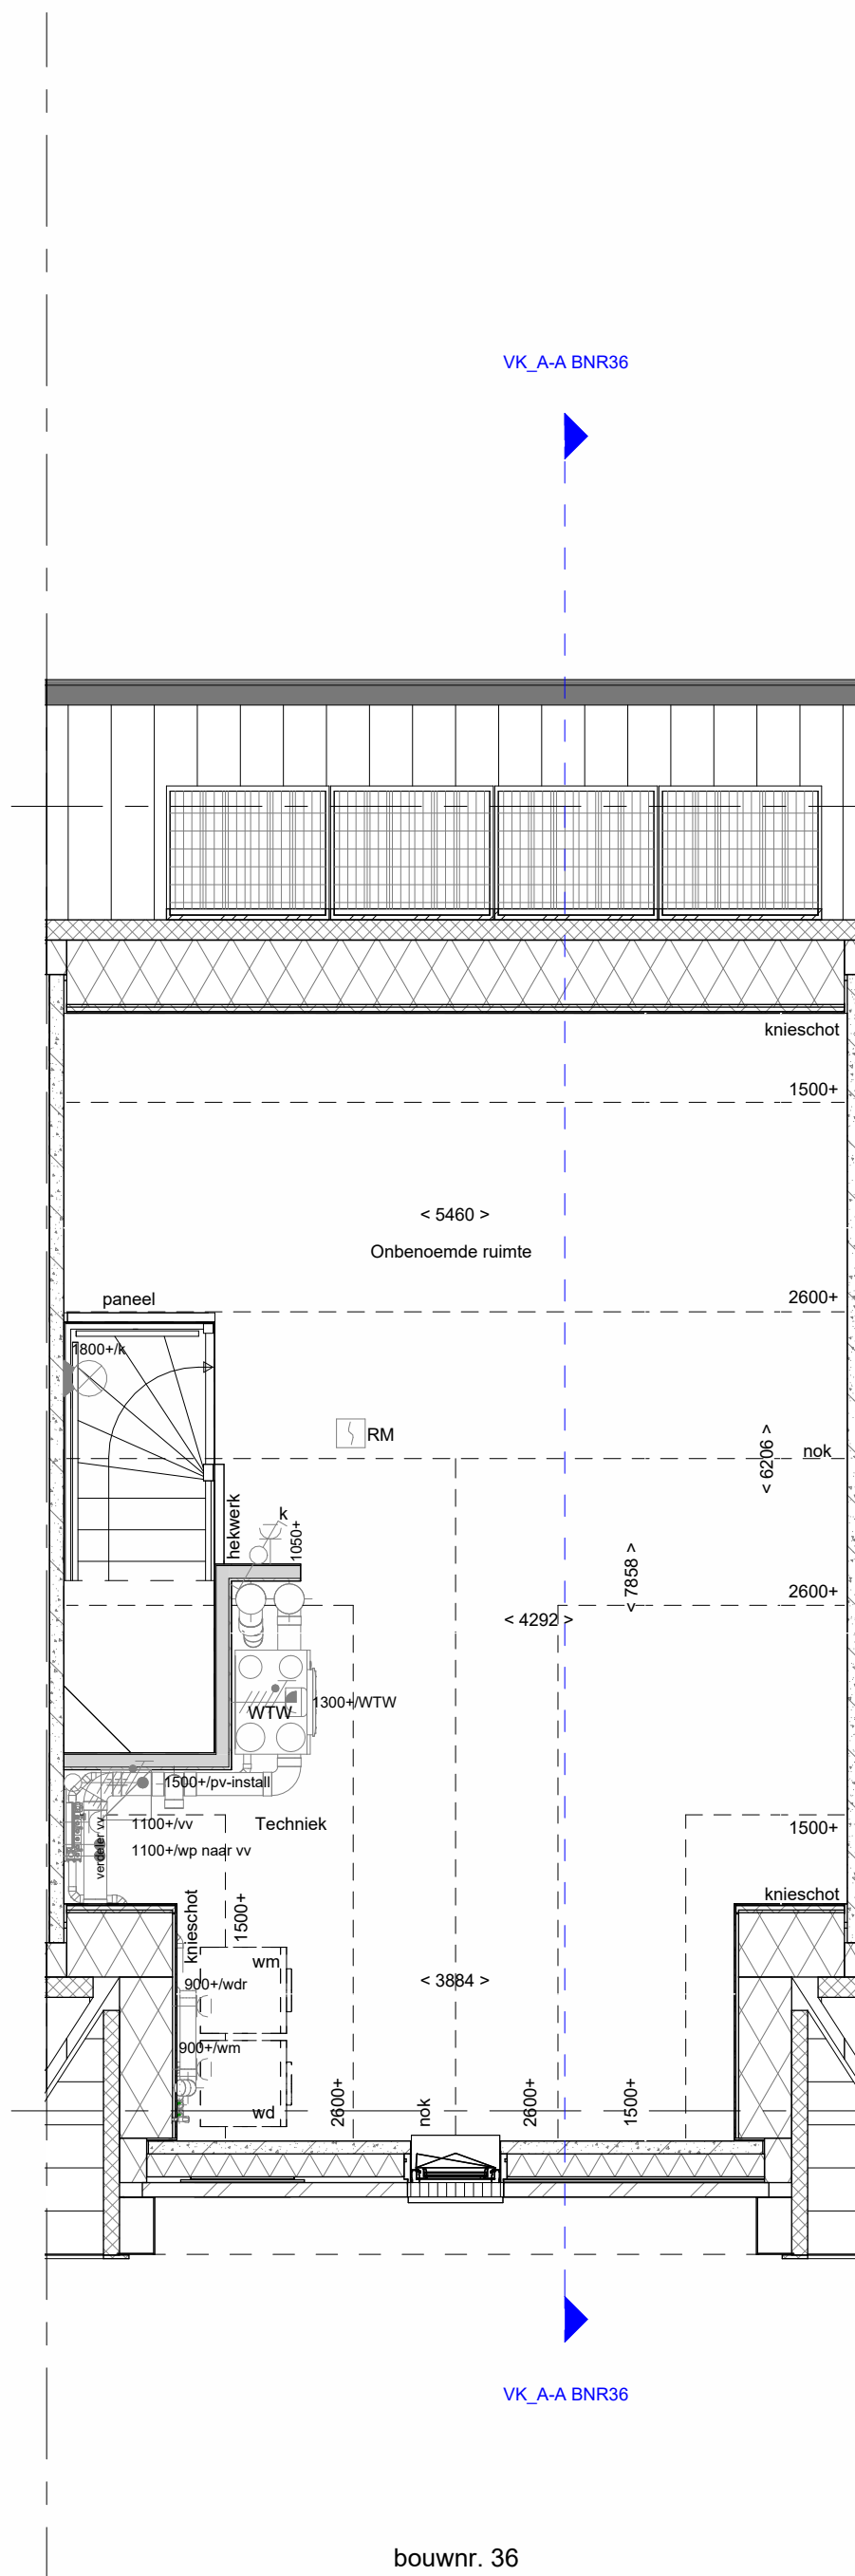 VK_A-A BNR36
knieschot
1500+
< 5460 >
Onbenoemde ruimte
paneel
2600+
1800+/k
RM
nok
< 6206 >
hekwerk
k
1050+
< 7858 >
2600+
< 4292 >
1300+/WTW
WTW
1500+/pv-install
1100+/vv
Techniek
1500+
verdeler vv
1100+/wp naar vv
knieschot
knieschot
1500+
wm
< 3884 >
900+/wdr
900+/wm
wd
2600+
nok
2600+
1500+
VK_A-A BNR36
bouwnr. 36